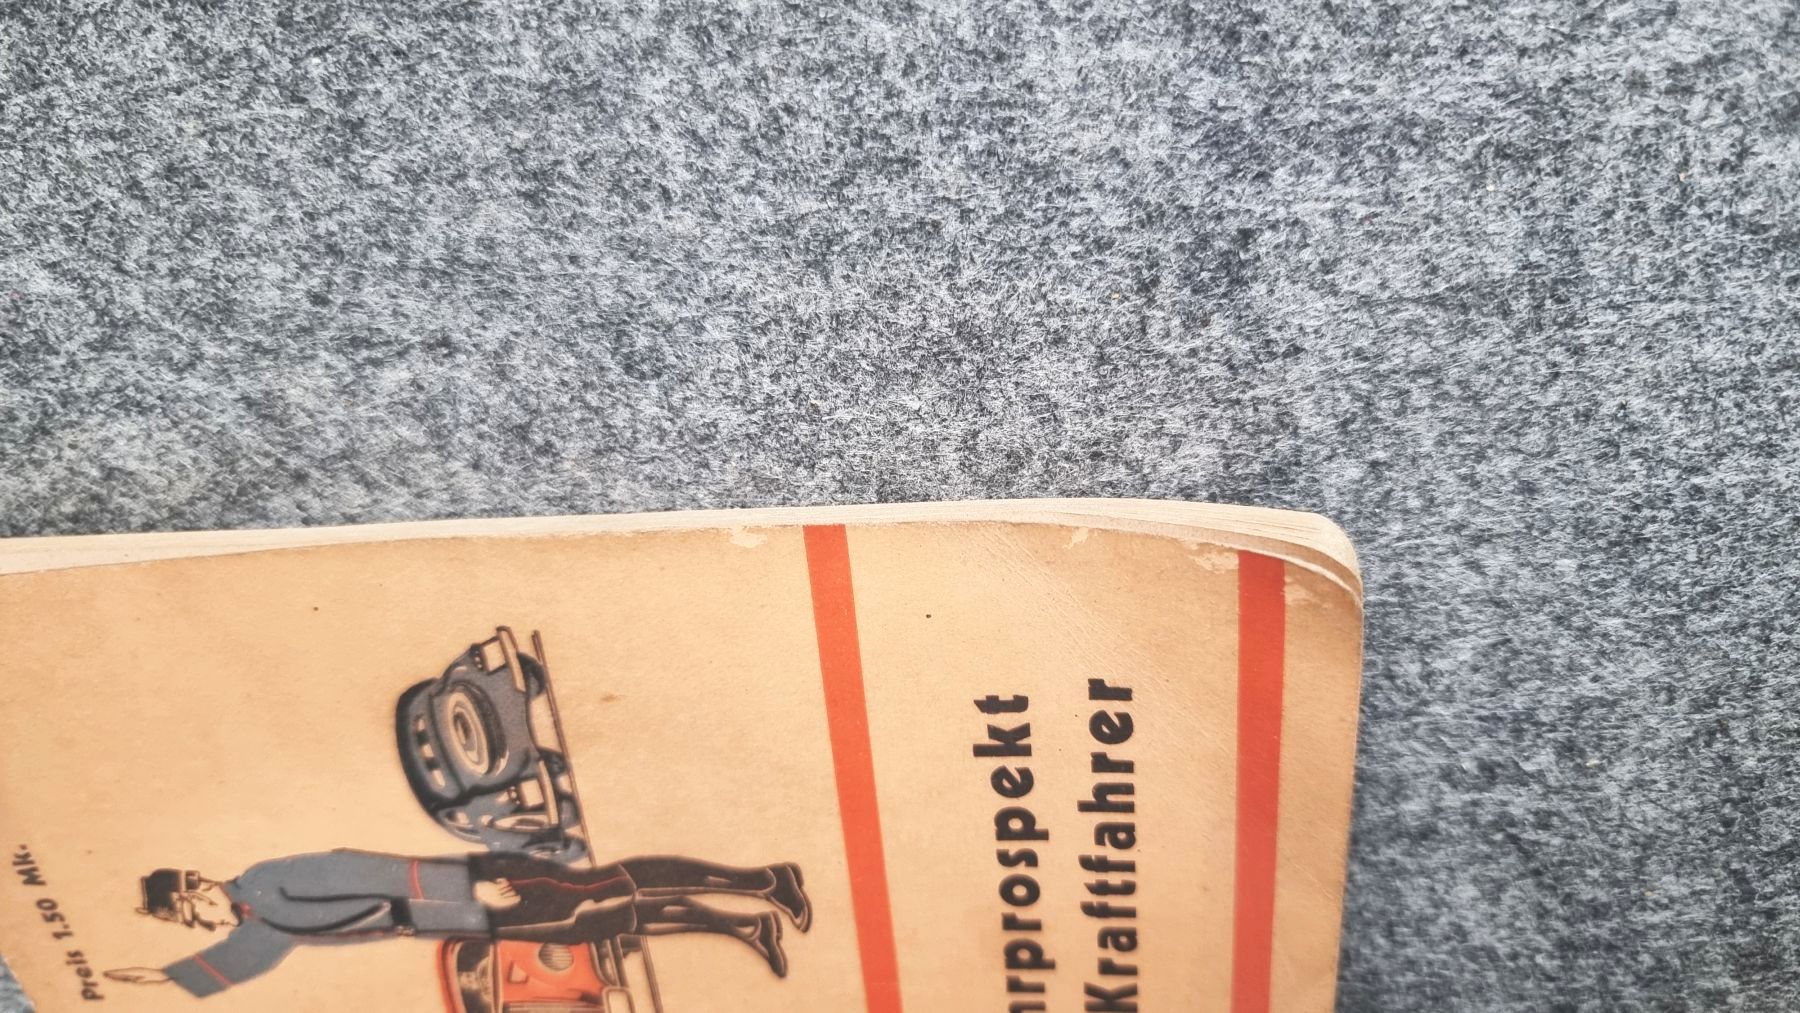 Preis 1.50 Mk.
hrprospekt
Kraftfahrer